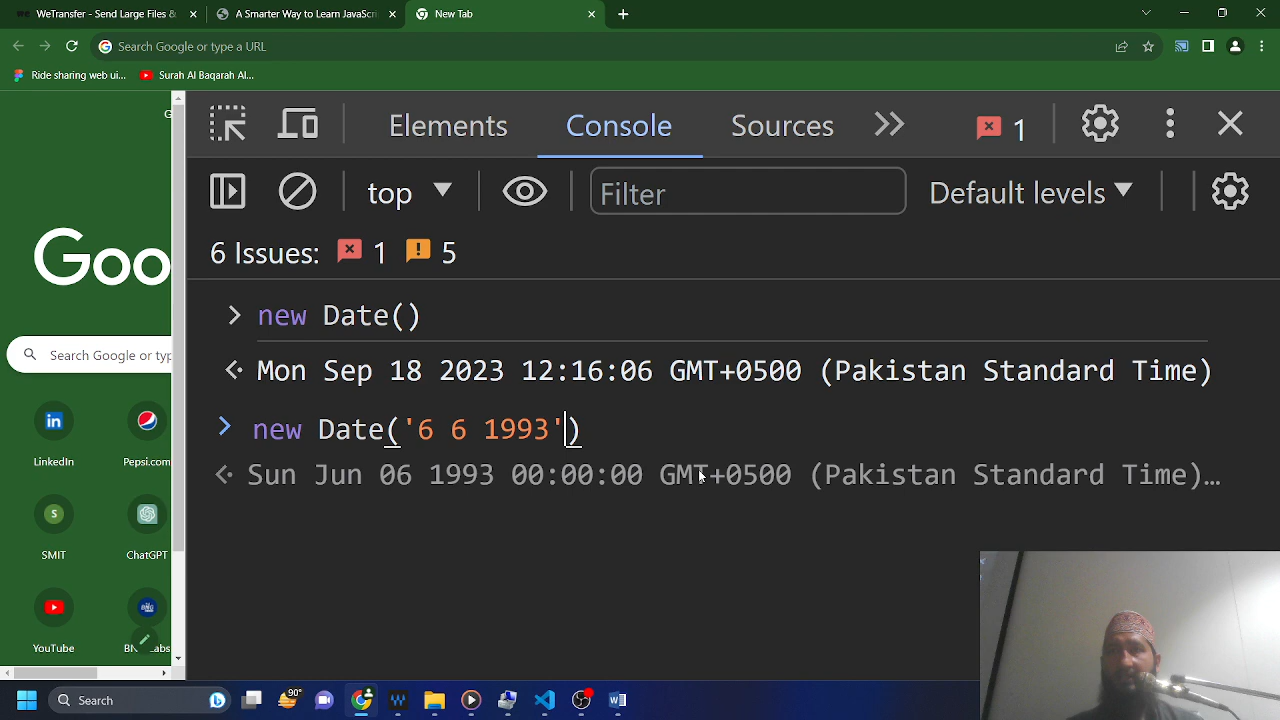 WeTransfer - Send Large Files &
A Smarter Way to Learn JavaScri
New Tab
Search Google or type a URL
Ride sharing web ui...
Surah Al Baqarah Al...
G
Elements
Console
Sources
1
top
Filter
Default levels
6 Issues:
1
5
Goo
Search Google or typ
new Date()
Mon Sep 18 2023 12:16:06 GMT+0500 (Pakistan Standard Time)
new Date('6 6 1993')
Sun Jun 06 1993 00:00:00 GMT+0500 (Pakistan Standard Time)…
in
LinkedIn
Pepsi.com
S
SMIT
ChatGPT
YouTube
Search
90°